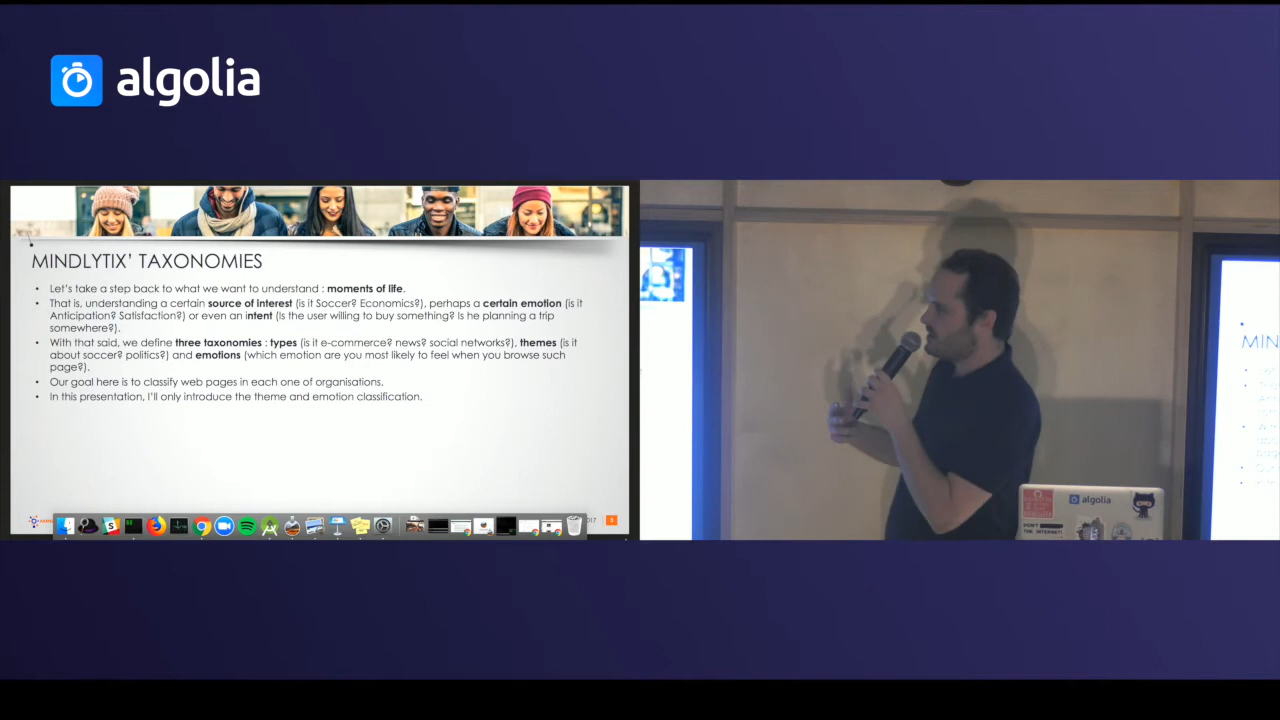 algolia
MINDLYTIX' TAXONOMIES
• Let's take a step back to what we want to understand : moments of life.
• That is, understanding a certain source of interest (is it Soccer? Economics?), perhaps a certain emotion (is it
Anticipation? Satisfaction?) or even an intent (Is the user willing to buy something? Is he planning a trip
somewhere?).
• With that said, we define three taxonomies : types (is it e-commerce? news? social networks?), themes (is it
about soccer? politics?) and emotions (which emotion are you most likely to feel when you browse such
page?).
• Our goal here is to classify web pages in each one of organisations.
• In this presentation, I'll only introduce the theme and emotion classification.
017
MIN
algolia
DON'T
THE INTERNET!